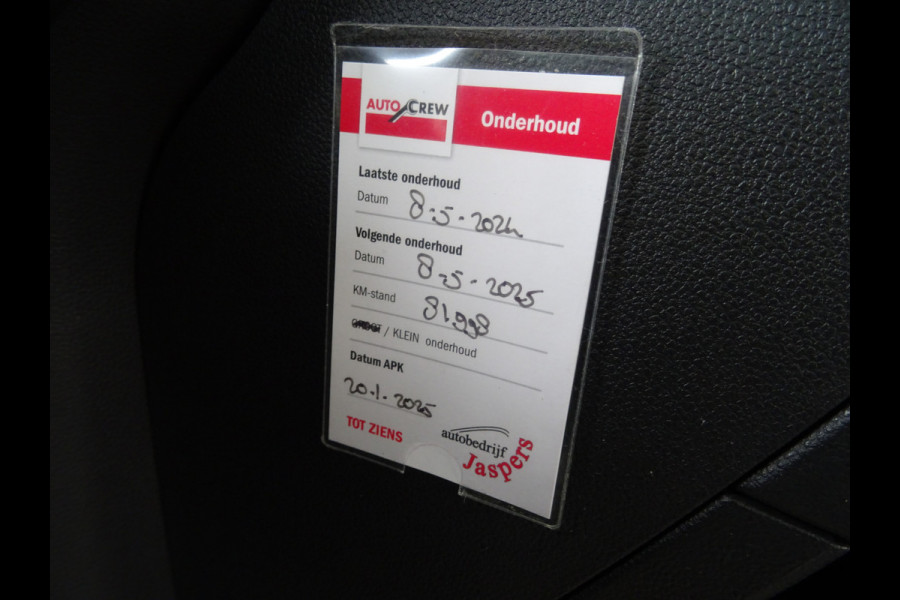 AUTO CREW
Onderhoud
Laatste onderhoud
Datum 8-5-2024
Volgende onderhoud
Datum 8-5-2025
KM-stand 81.998
/ KLEIN onderhoud
Datum APK
20-1-2025
TOT ZIENS
autobedrijf
Jaspers